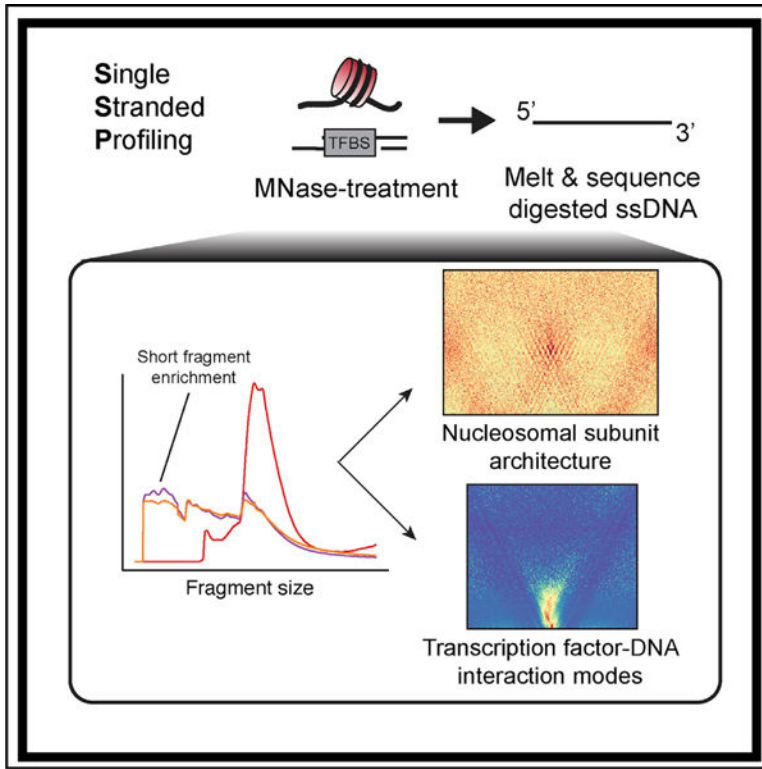 Single
Stranded
Profiling
TFBS
MNase-treatment
5’
3’
Melt & sequence
digested ssDNA
Short fragment
enrichment
Fragment size
Nucleosomal subunit
architecture
Transcription factor-DNA
interaction modes